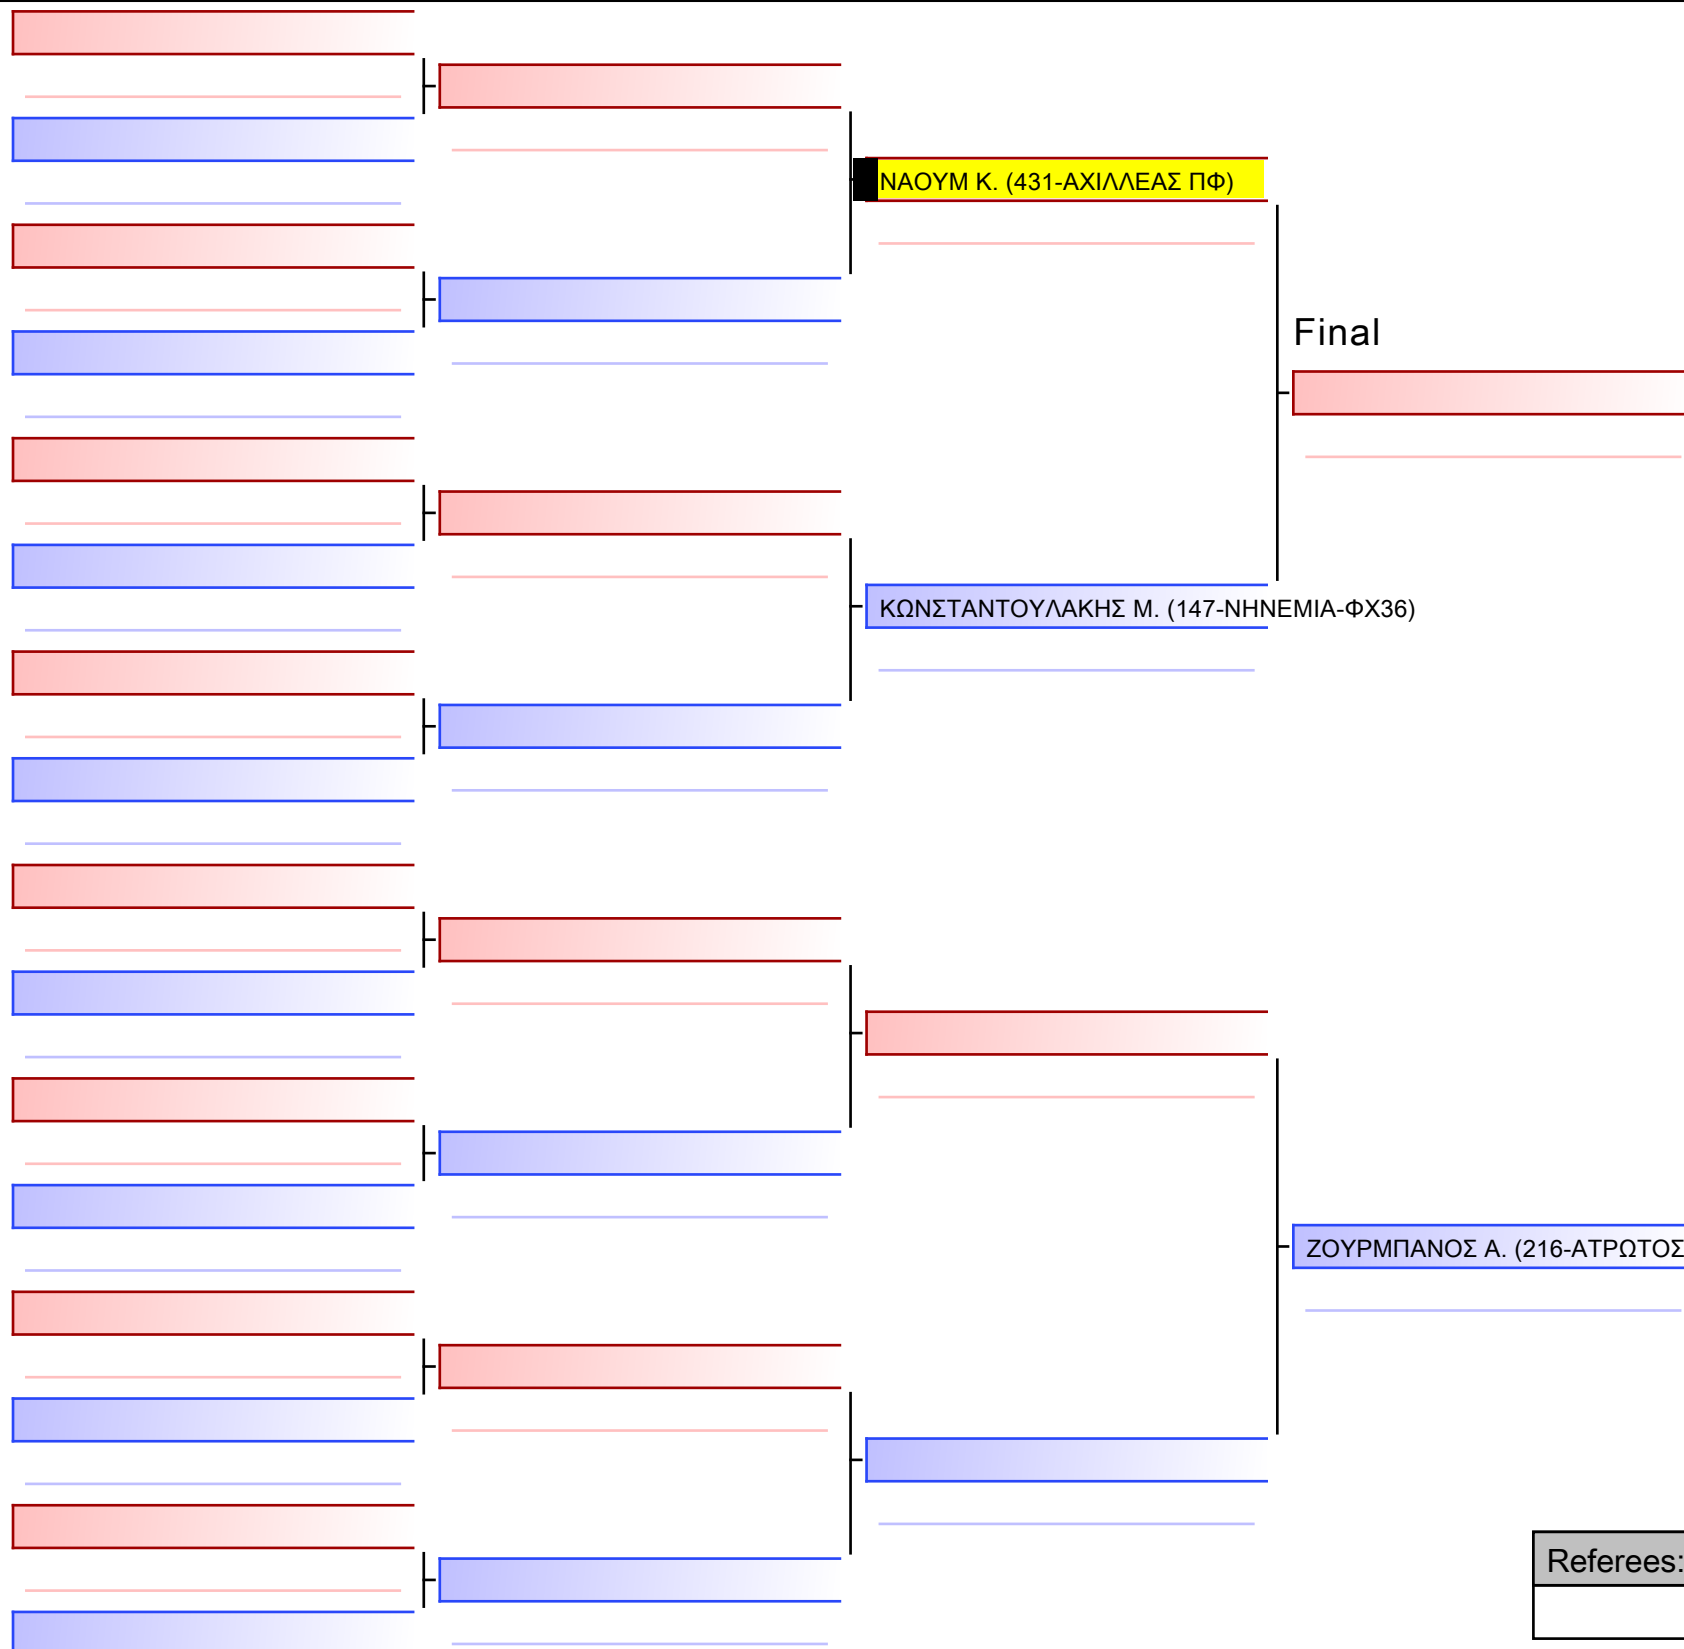 ΝΑΟΥΜ Κ. (431-ΑΧΙΛΛΕΑΣ ΠΦ)
Final
ΚΩΝΣΤΑΝΤΟΥΛΑΚΗΣ Μ. (147-ΝΗΝΕΜΙΑ-ΦΧ36)
ΖΟΥΡΜΠΑΝΟΣ Α. (216-ΑΤΡΩΤΟΣ
Referees: